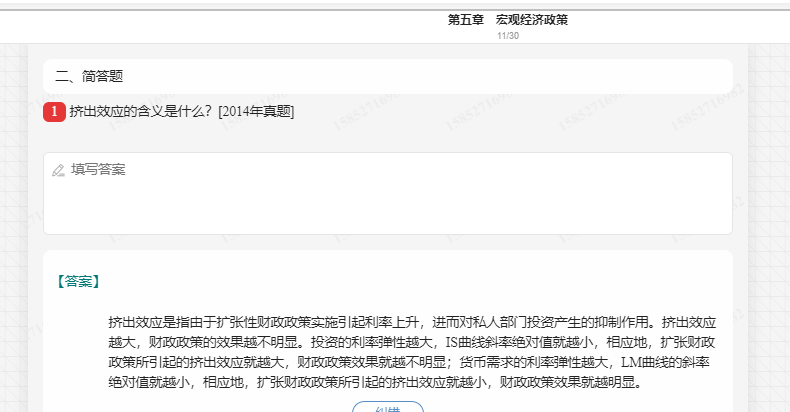 第五章　宏观经济政策
11/30
二、简答题
1 挤出效应的含义是什么？[2014年真题]
填写答案
【答案】
挤出效应是指由于扩张性财政政策实施引起利率上升，进而对私人部门投资产生的抑制作用。挤出效应
越大，财政政策的效果越不明显。投资的利率弹性越大，IS曲线斜率绝对值就越小，相应地，扩张财政
政策所引起的挤出效应就越大，财政政策效果就越不明显；货币需求的利率弹性越大，LM曲线的斜率
绝对值就越小，相应地，扩张财政政策所引起的挤出效应就越小，财政政策效果就越明显。